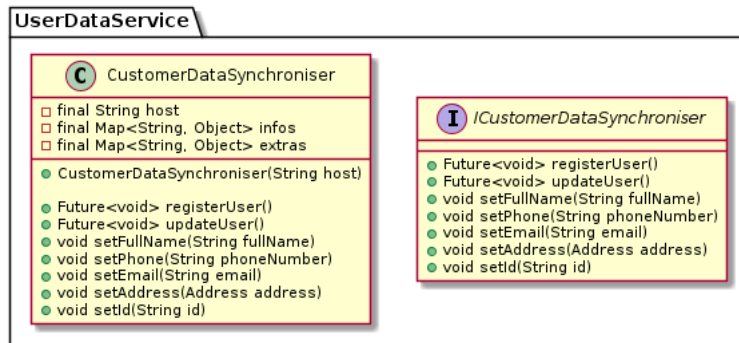 UserDataService
C CustomerDataSynchroniser
final String host
final Map<String, Object> infos
final Map<String, Object> extras
CustomerDataSynchroniser(String host)
Future<void> registerUser()
Future<void> updateUser()
void setFullName(String fullName)
void setPhone(String phoneNumber)
void setEmail(String email)
void setAddress(Address address)
void setId(String id)
I ICustomerDataSynchroniser
Future<void> registerUser()
Future<void> updateUser()
void setFullName(String fullName)
void setPhone(String phoneNumber)
void setEmail(String email)
void setAddress(Address address)
void setId(String id)